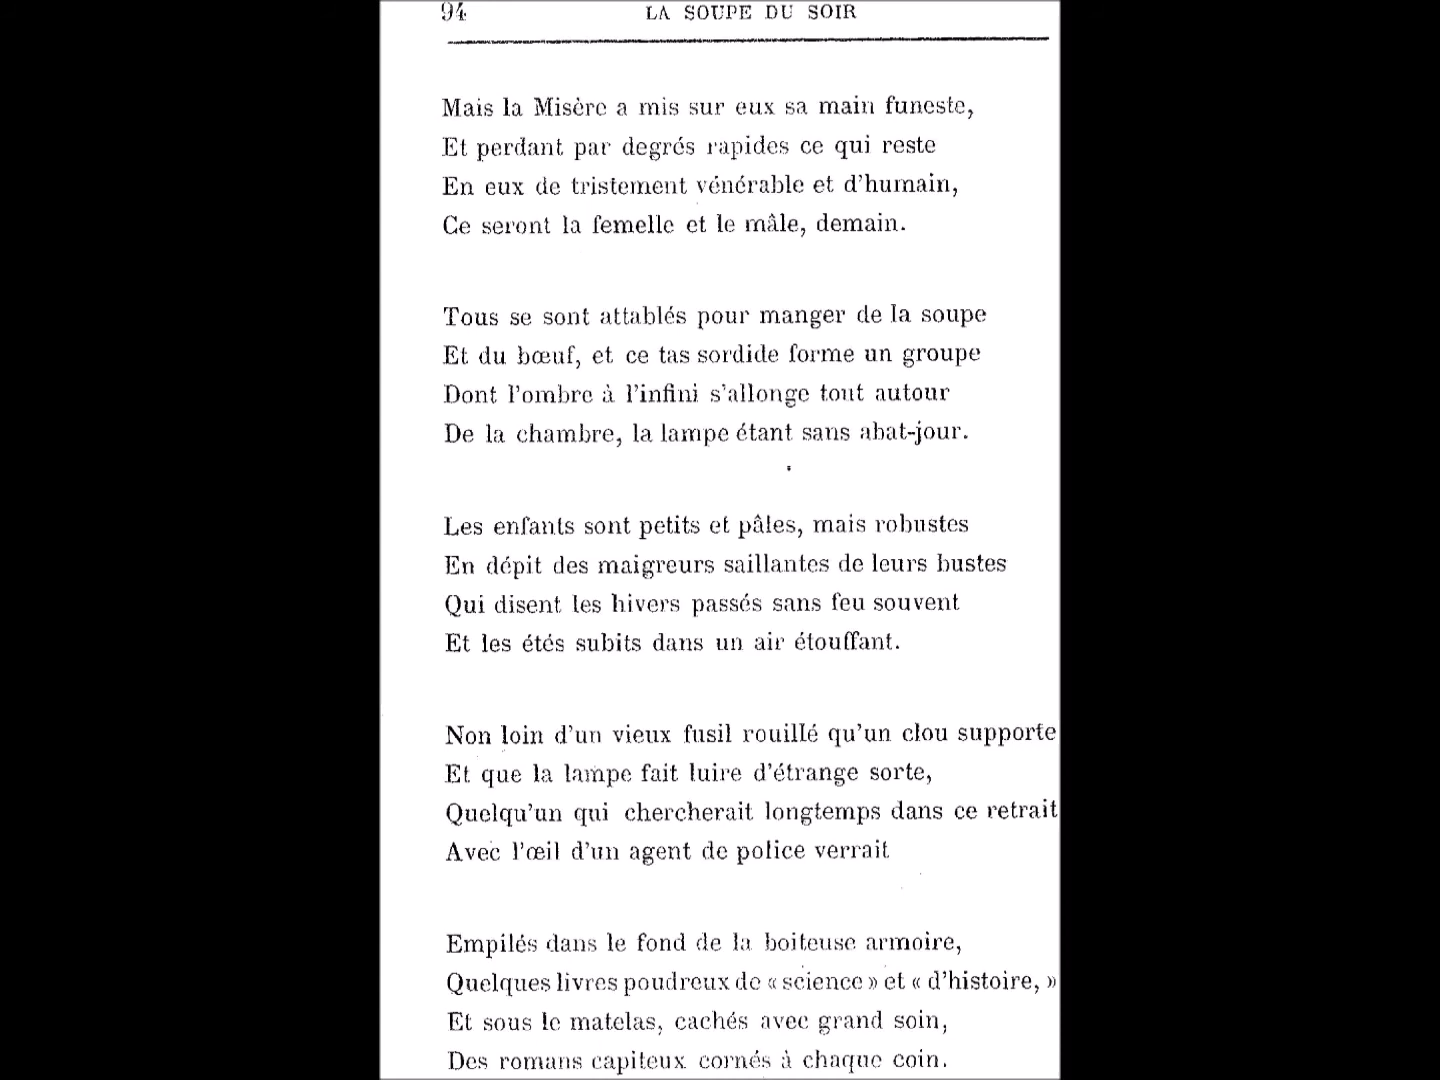 94 LA SOUPE DU SOIR
Mais la Misère a mis sur eux sa main funeste,
Et perdant par degrés rapides ce qui reste
En eux de tristement vénérable et d'humain,
Ce seront la femelle et le mâle, demain.
Tous se sont attablés pour manger de la soupe
Et du bœuf, et ce tas sordide forme un groupe
Dont l'ombre à l'infini s'allonge tout autour
De la chambre, la lampe étant sans abat-jour.
Les enfants sont petits et pâles, mais robustes
En dépit des maigreurs saillantes de leurs bustes
Qui disent les hivers passés sans feu souvent
Et les étés subits dans un air étouffant.
Non loin d'un vieux fusil rouillé qu'un clou supporte
Et que la lampe fait luire d'étrange sorte,
Quelqu'un qui chercherait longtemps dans ce retrait
Avec l'œil d'un agent de police verrait
Empilés dans le fond de la boiteuse armoire,
Quelques livres poudreux de « science » et « d'histoire, »
Et sous le matelas, cachés avec grand soin,
Des romans capiteux cornés à chaque coin.